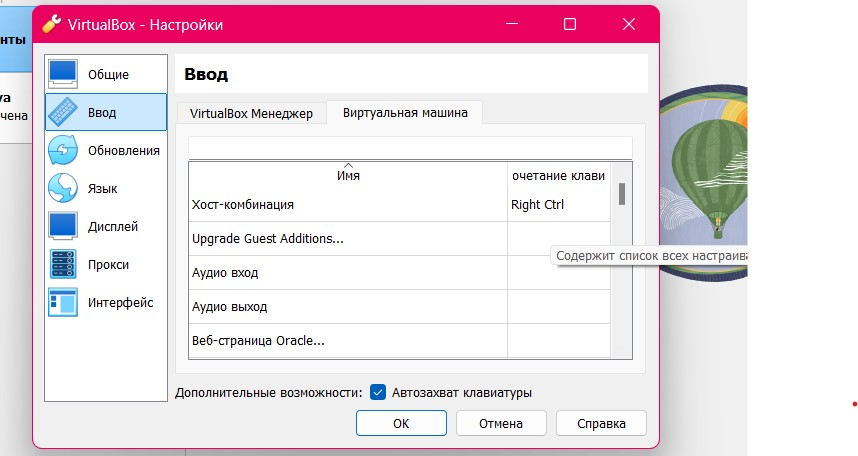 VirtualBox - Настройки
нты
va
чена
Общие
Ввод
Обновления
Язык
Дисплей
Прокси
Интерфейс
Ввод
VirtualBox Менеджер
Виртуальная машина
Имя
очетание клави
Хост-комбинация
Right Ctrl
Upgrade Guest Additions...
Содержит список всех настраива
Аудио вход
Аудио выход
Веб-страница Oracle...
Дополнительные возможности:
Автозахват клавиатуры
OK
Отмена
Справка